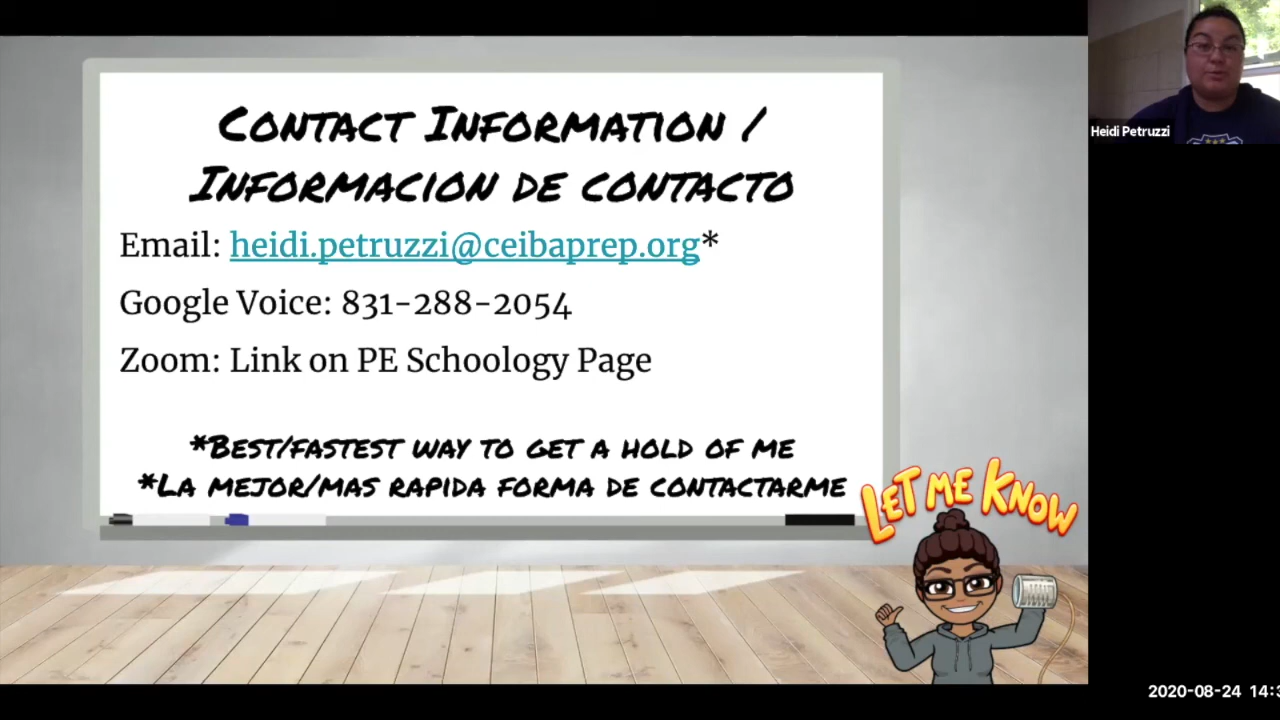 Contact Information /
Informacion de contacto
Email: heidi.petruzzi@ceibaprep.org*
Google Voice: 831-288-2054
Zoom: Link on PE Schoology Page
*Best/fastest way to get a hold of me
*La mejor/mas rapida forma de contactarme
LET ME KNOW
Heidi Petruzzi
2020-08-24 14:3